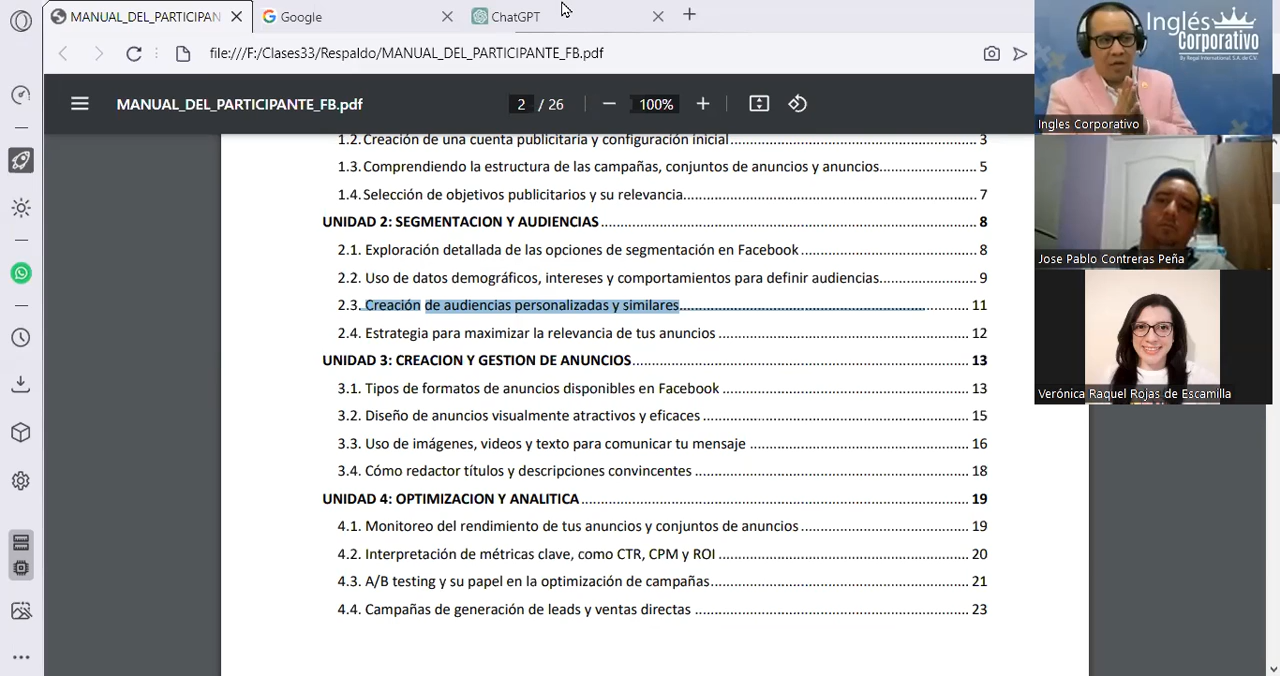 MANUAL_DEL_PARTICIPAN
Google
ChatGPT
file:///F:/Clases33/Respaldo/MANUAL_DEL_PARTICIPANTE_FB.pdf
MANUAL_DEL_PARTICIPANTE_FB.pdf
2 / 26
100%
1.2.Creación de una cuenta publicitaria y configuración inicial 3
1.3.Comprendiendo la estructura de las campañas, conjuntos de anuncios y anuncios. 5
1.4.Selección de objetivos publicitarios y su relevancia. 7
UNIDAD 2: SEGMENTACION Y AUDIENCIAS 8
2.1. Exploración detallada de las opciones de segmentación en Facebook 8
2.2. Uso de datos demográficos, intereses y comportamientos para definir audiencias. 9
2.3. Creación de audiencias personalizadas y similares 11
2.4. Estrategia para maximizar la relevancia de tus anuncios 12
UNIDAD 3: CREACION Y GESTION DE ANUNCIOS 13
3.1. Tipos de formatos de anuncios disponibles en Facebook 13
3.2. Diseño de anuncios visualmente atractivos y eficaces 15
3.3. Uso de imágenes, videos y texto para comunicar tu mensaje 16
3.4. Cómo redactor títulos y descripciones convincentes 18
UNIDAD 4: OPTIMIZACION Y ANALITICA 19
4.1. Monitoreo del rendimiento de tus anuncios y conjuntos de anuncios 19
4.2. Interpretación de métricas clave, como CTR, CPM y ROI 20
4.3. A/B testing y su papel en la optimización de campañas 21
4.4. Campañas de generación de leads y ventas directas 23
Inglés
Corporativo
By Regal International, S.A. de C.V.
Ingles Corporativo
Jose Pablo Contreras Peña
Verónica Raquel Rojas de Escamilla